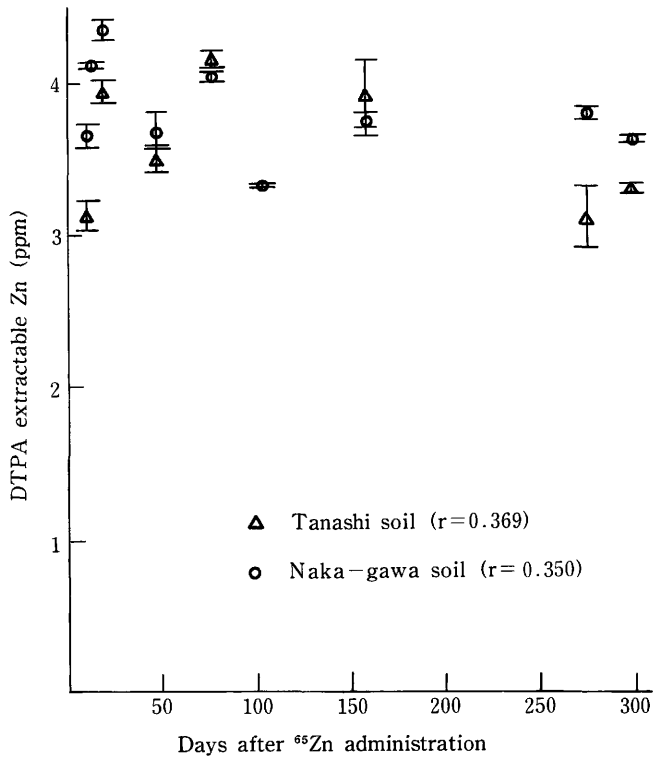 DTPA extractable Zn (ppm)
4
3
2
1
△ Tanashi soil (r=0.369)
○ Naka-gawa soil (r= 0.350)
50 100 150 200 250 300
Days after ⁶⁵Zn administration